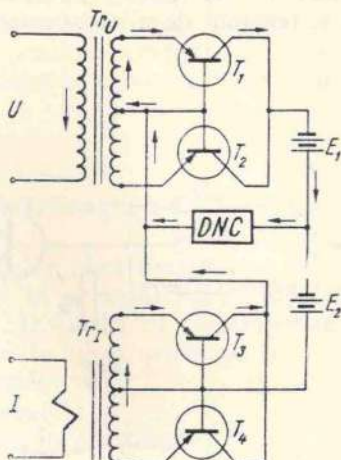 Tr_U
T_1
U
E_1
T_2
DNC
E_2
Tr_I
T_3
I
T_4